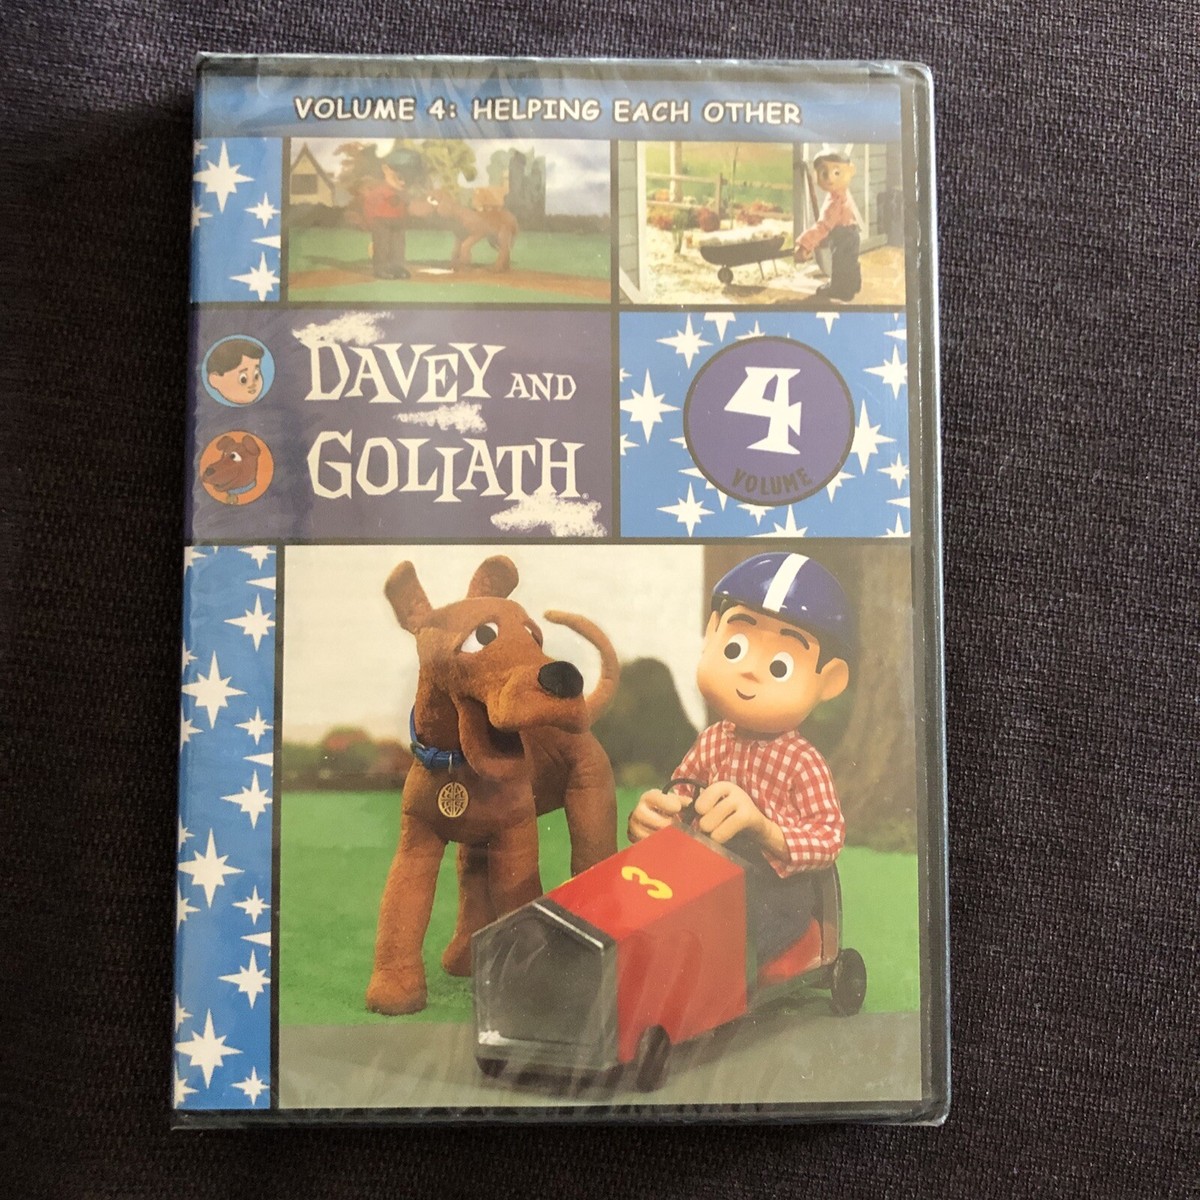 VOLUME 4: HELPING EACH OTHER
DAVEY AND
GOLIATH
4
VOLUME
3